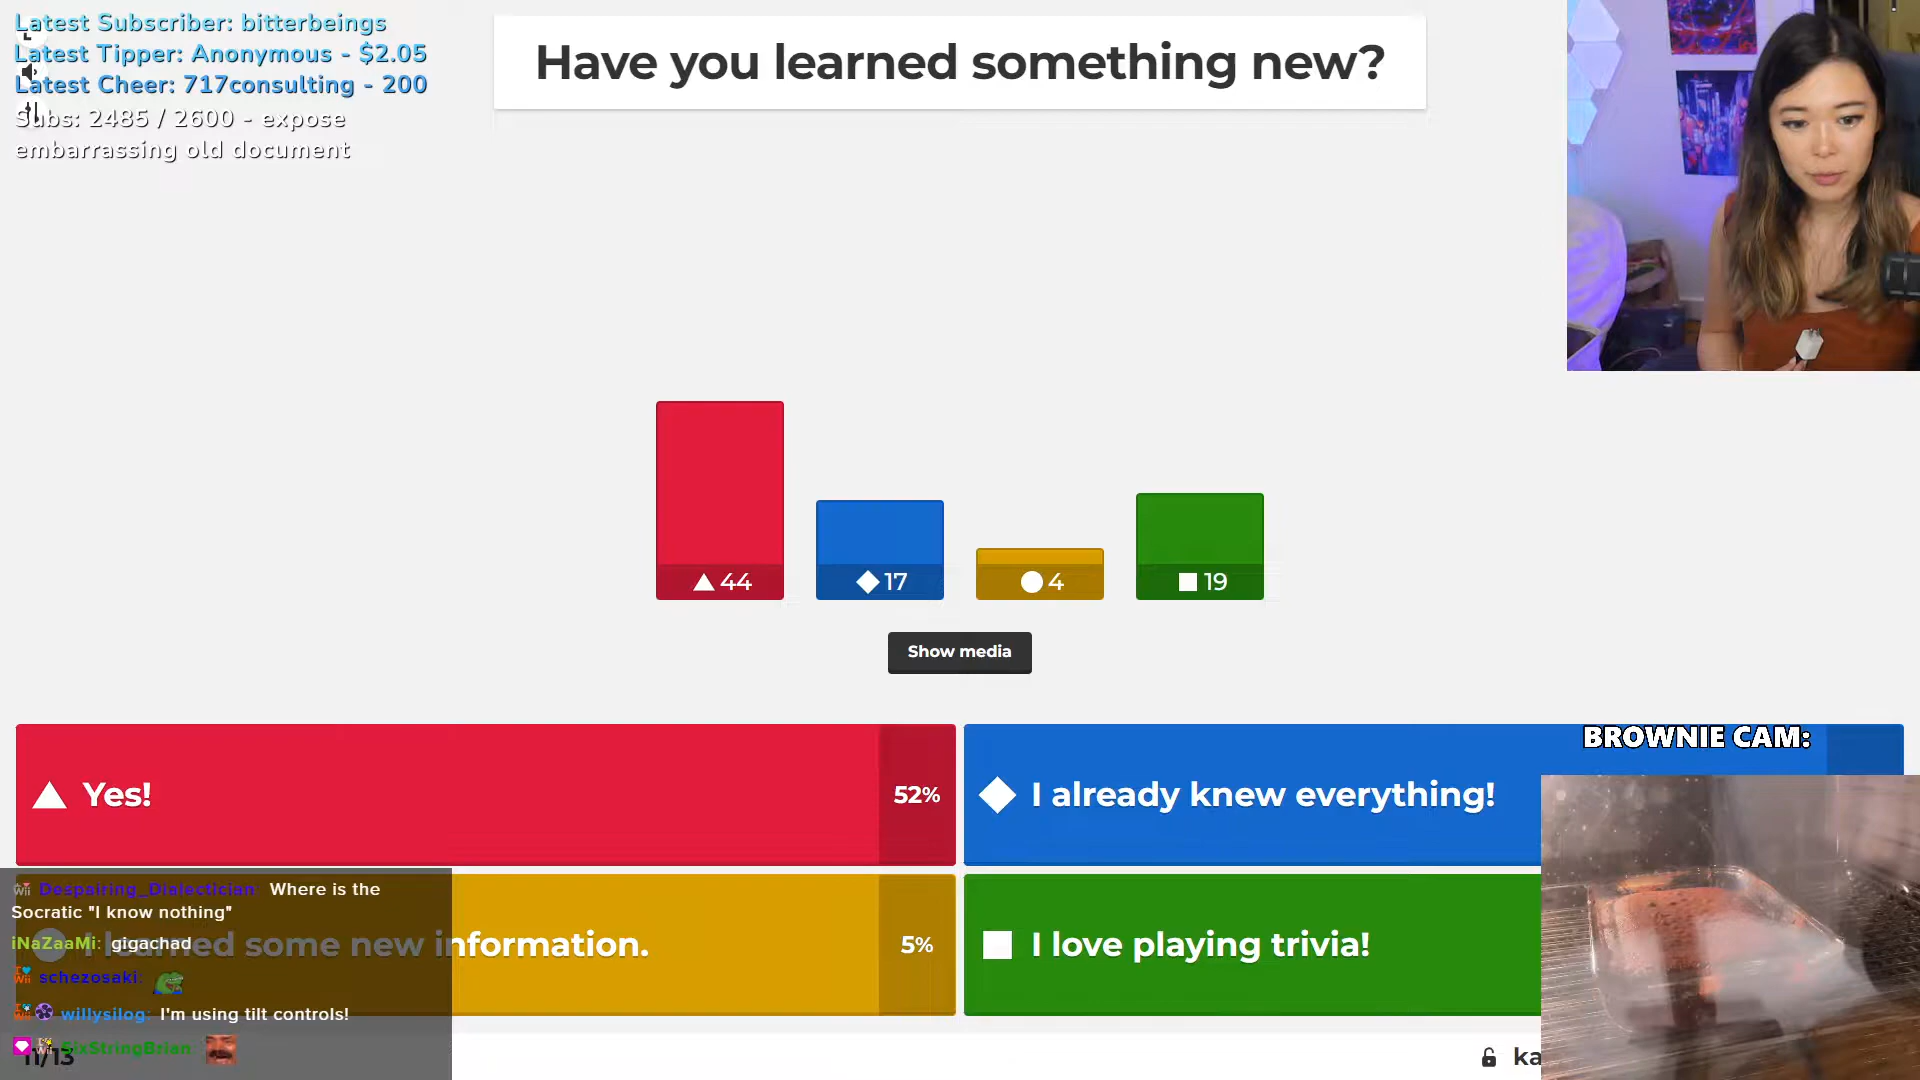 Latest Subscriber: bitterbeings
Latest Tipper: Anonymous - $2.05
Latest Cheer: 717consulting - 200
Subs: 2485 / 2600 - expose
embarrassing old document
Have you learned something new?
44
17
4
19
Show media
Yes!
52%
I already knew everything!
BROWNIE CAM:
I learned some new information.
5%
I love playing trivia!
Despairing_Dialectician: Where is the
Socratic "I know nothing"
iNaZaaMi: gigachad
schezosaki:
willysilog: I'm using tilt controls!
SixStringBrian:
11/13
ka